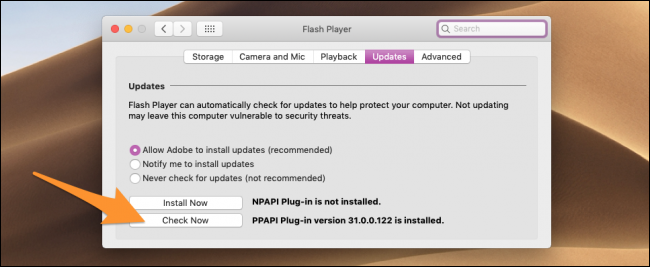 Flash Player
Search
Storage Camera and Mic Playback Updates Advanced
Updates
Flash Player can automatically check for updates to help protect your computer. Not updating
may leave this computer vulnerable to security threats.
Allow Adobe to install updates (recommended)
Notify me to install updates
Never check for updates (not recommended)
Install Now NPAPI Plug-in is not installed.
Check Now PPAPI Plug-in version 31.0.0.122 is installed.